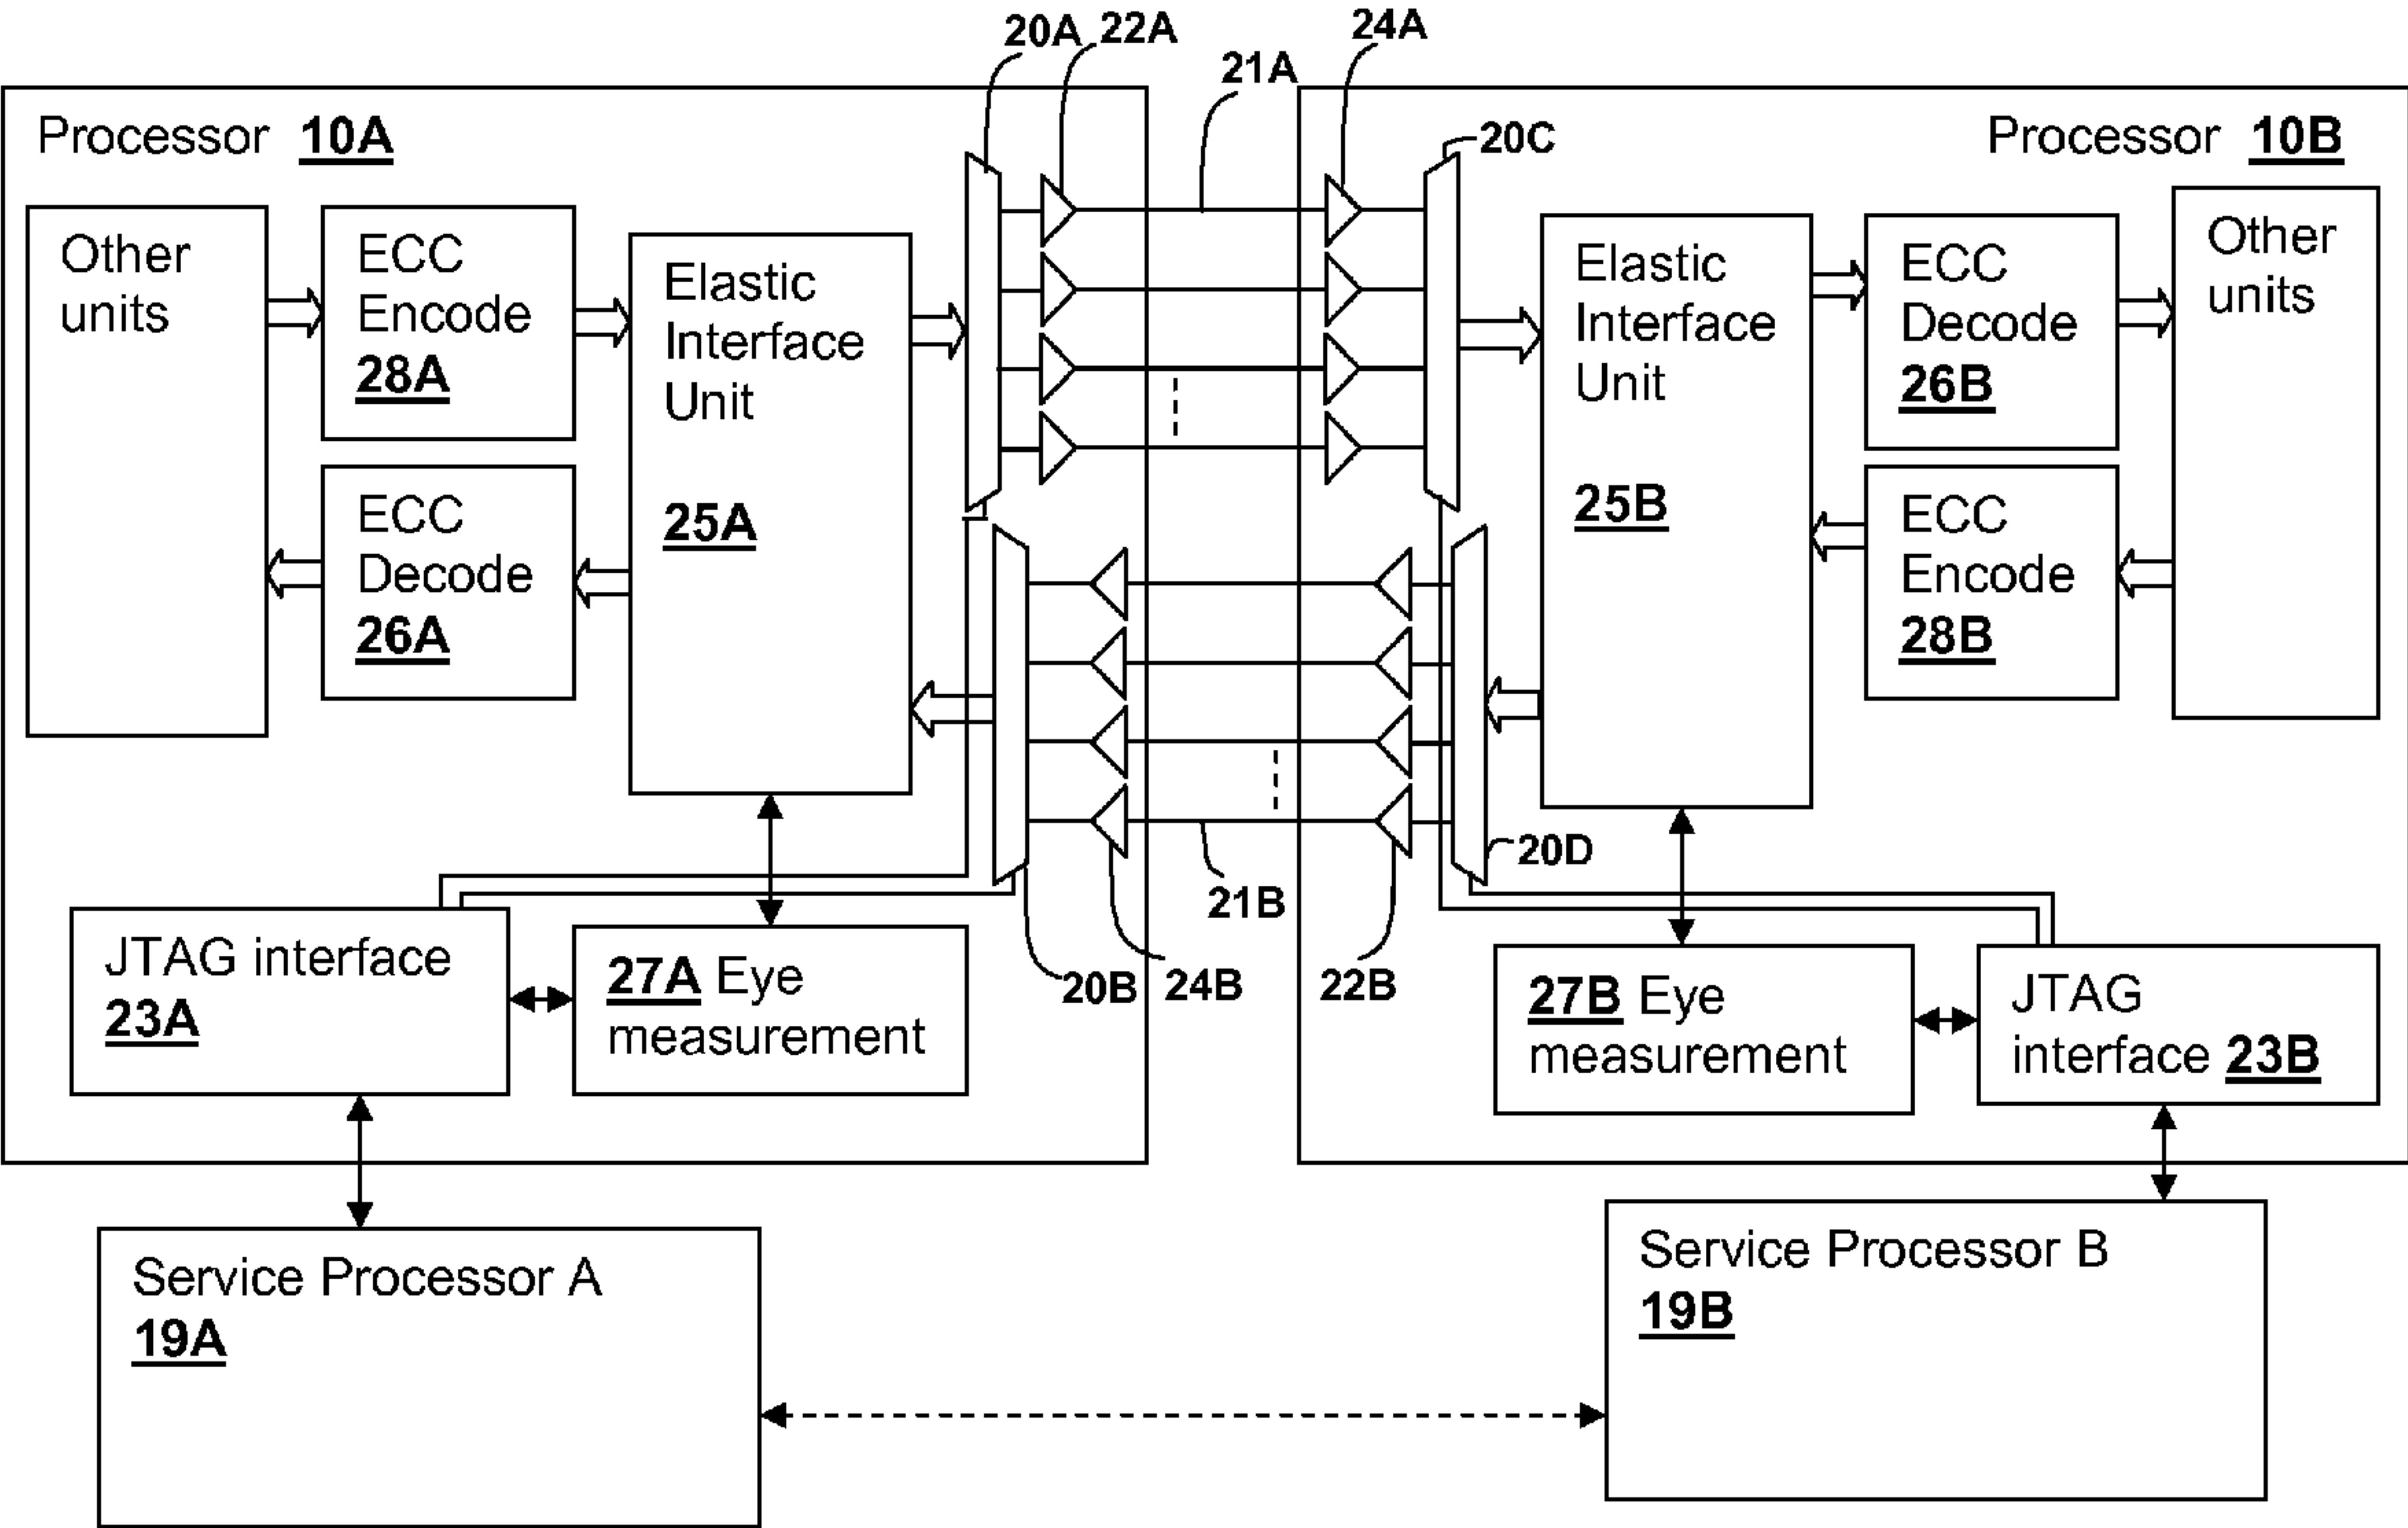 20A
22A
24A
21A
Processor 10A
20C
Processor 10B
Other
units
ECC
Encode
28A
Elastic
Interface
Unit
25A
ECC
Decode
26A
Elastic
Interface
Unit
25B
ECC
Decode
26B
Other
units
ECC
Encode
28B
20D
21B
20B
24B
22B
JTAG interface
23A
27A Eye
measurement
27B Eye
measurement
JTAG
interface 23B
Service Processor A
19A
Service Processor B
19B